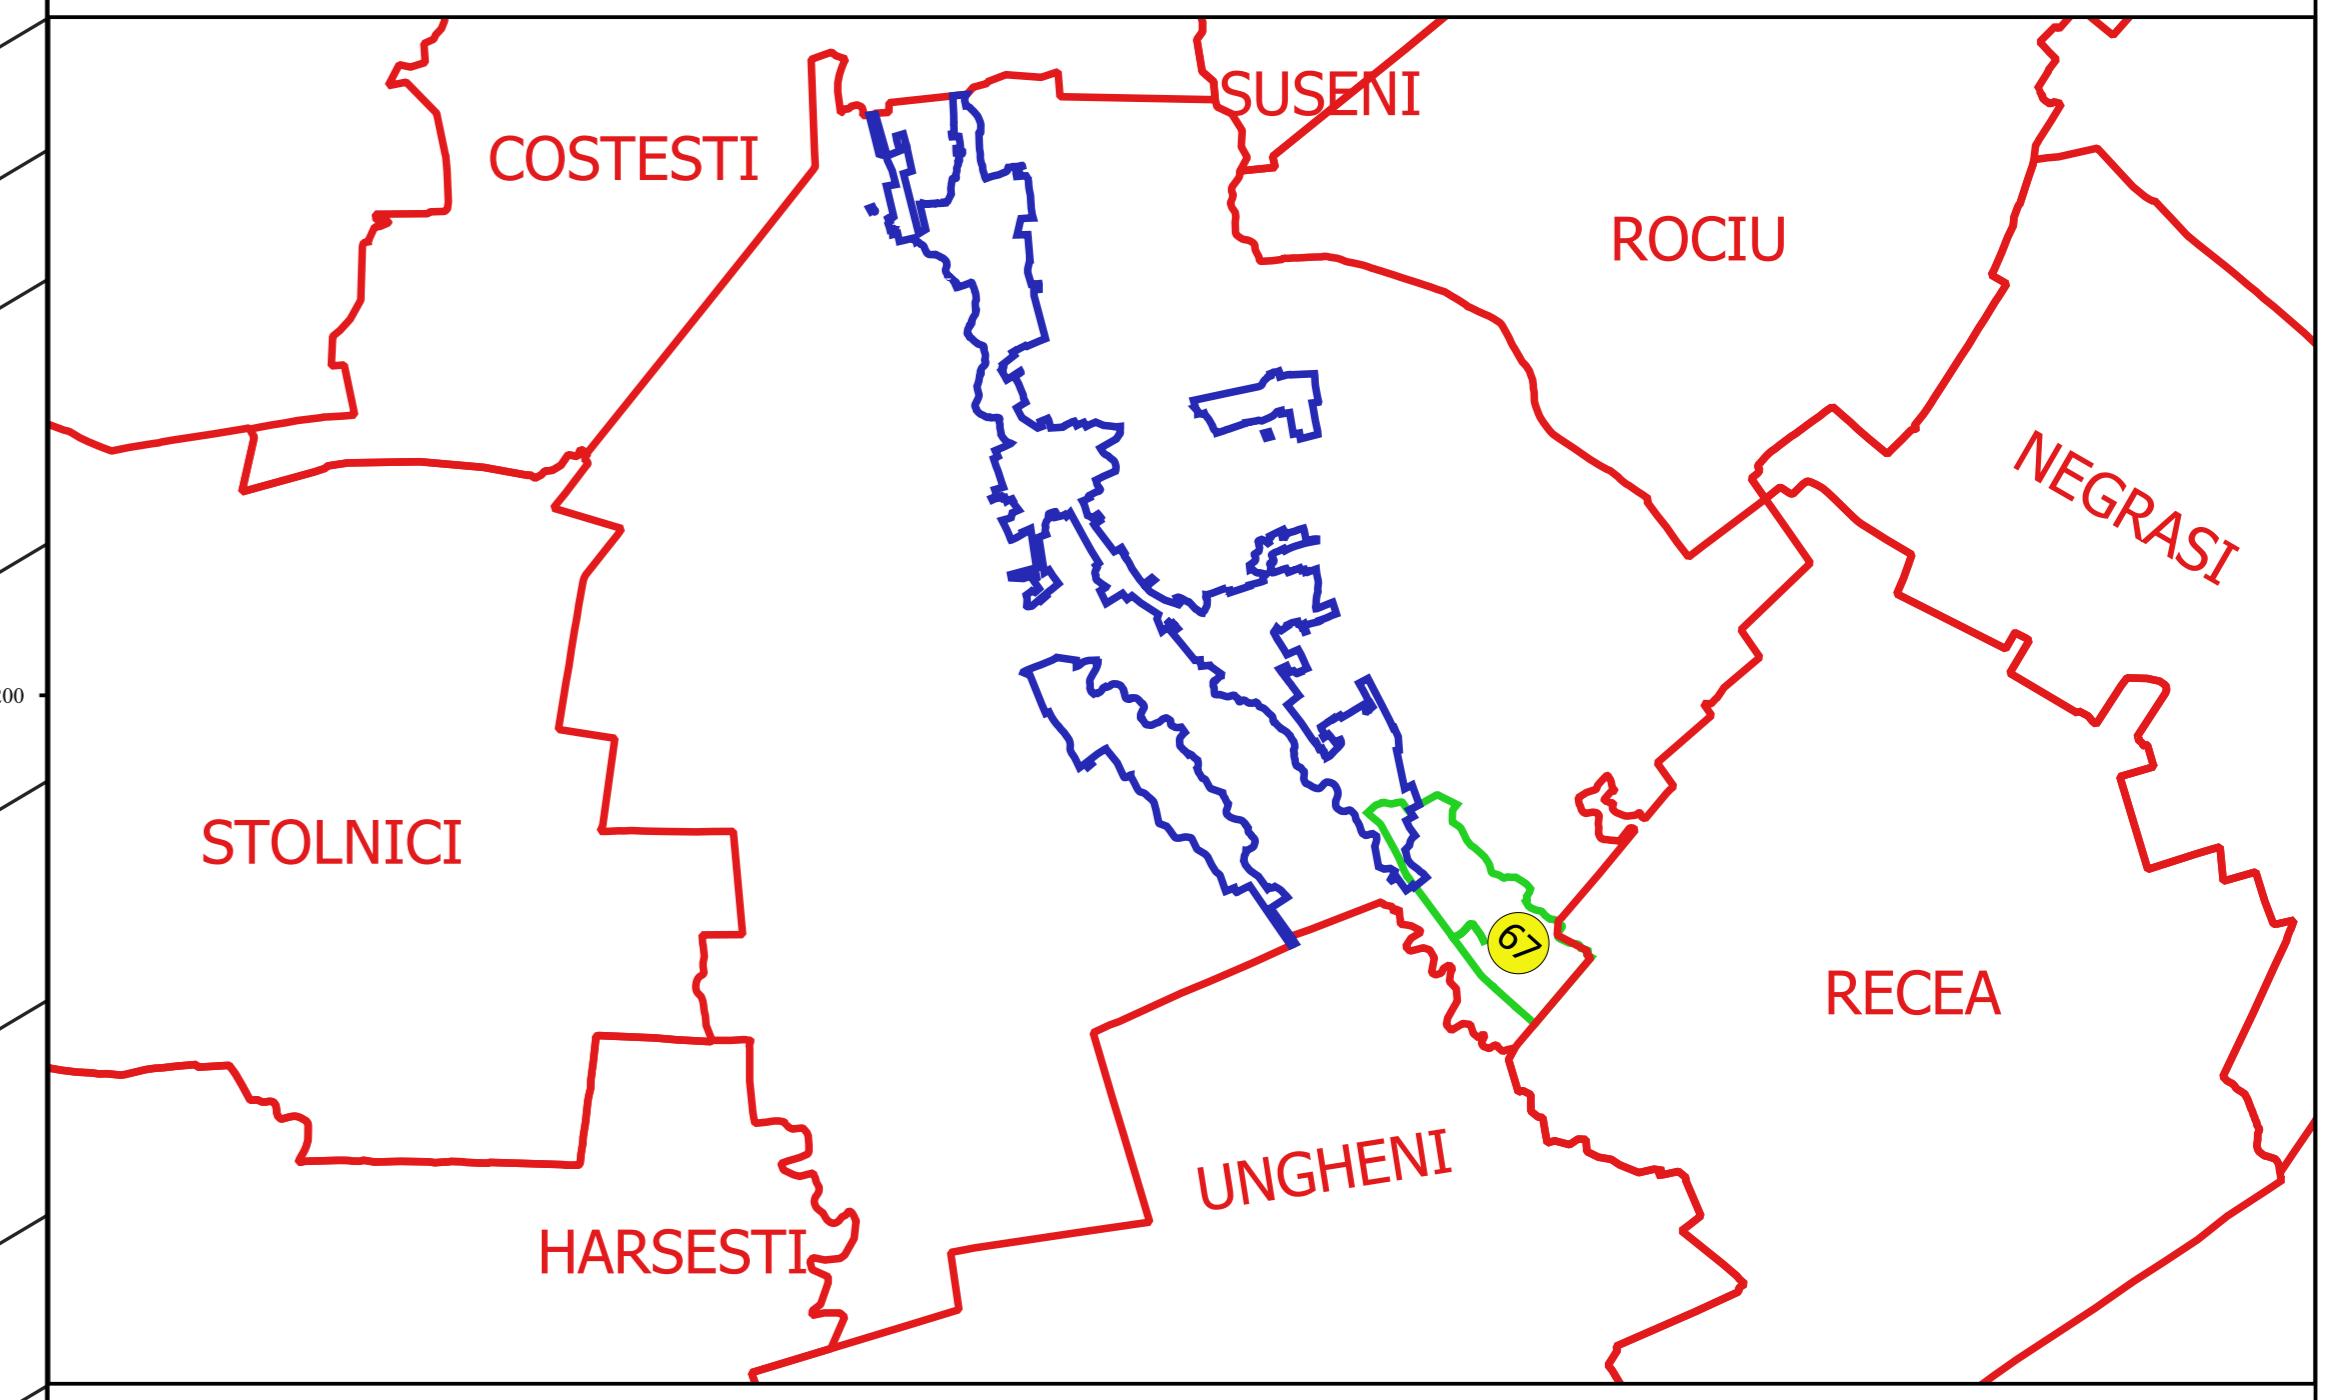 SUSENI
COSTESTI
ROCIU
NEGRASI
STOLNICI
67
RECEA
UNGHENI
HARSESTI